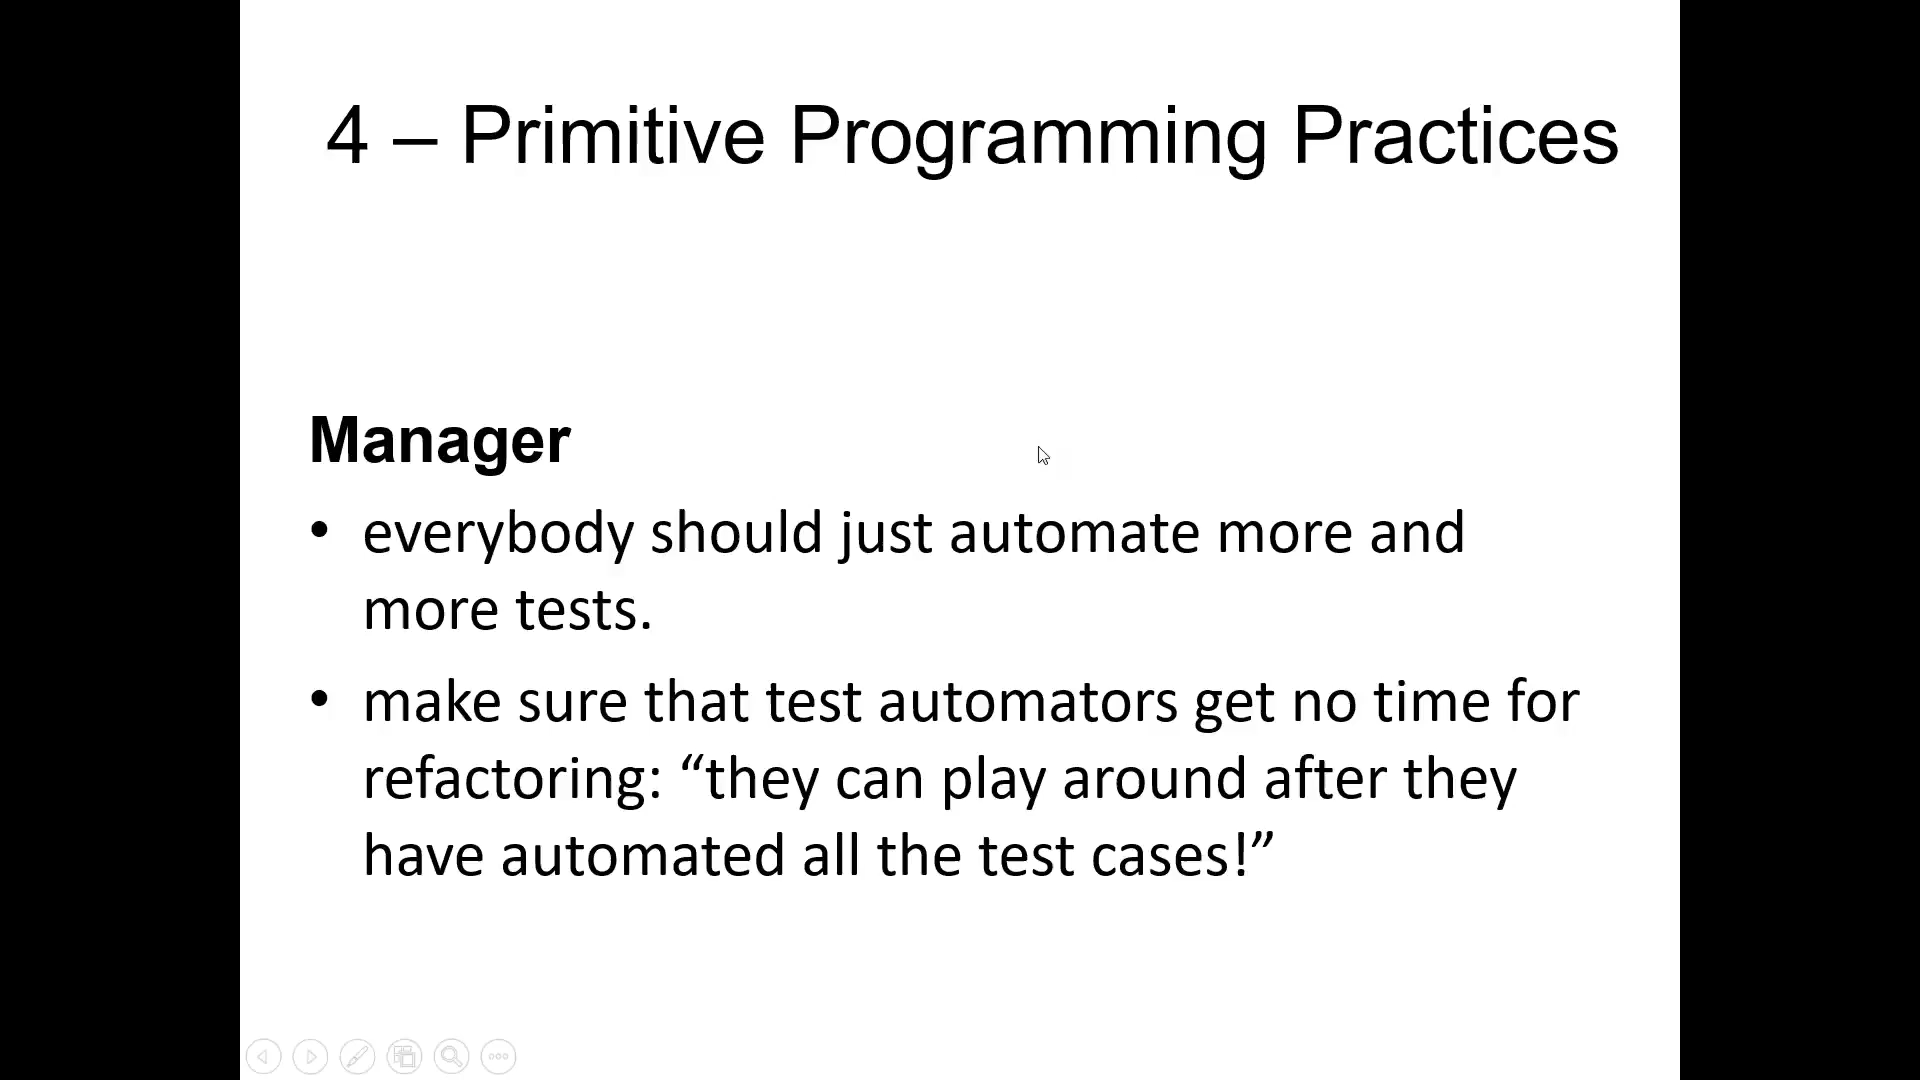 4 – Primitive Programming Practices
Manager
• everybody should just automate more and
more tests.
• make sure that test automators get no time for
refactoring: “they can play around after they
have automated all the test cases!”